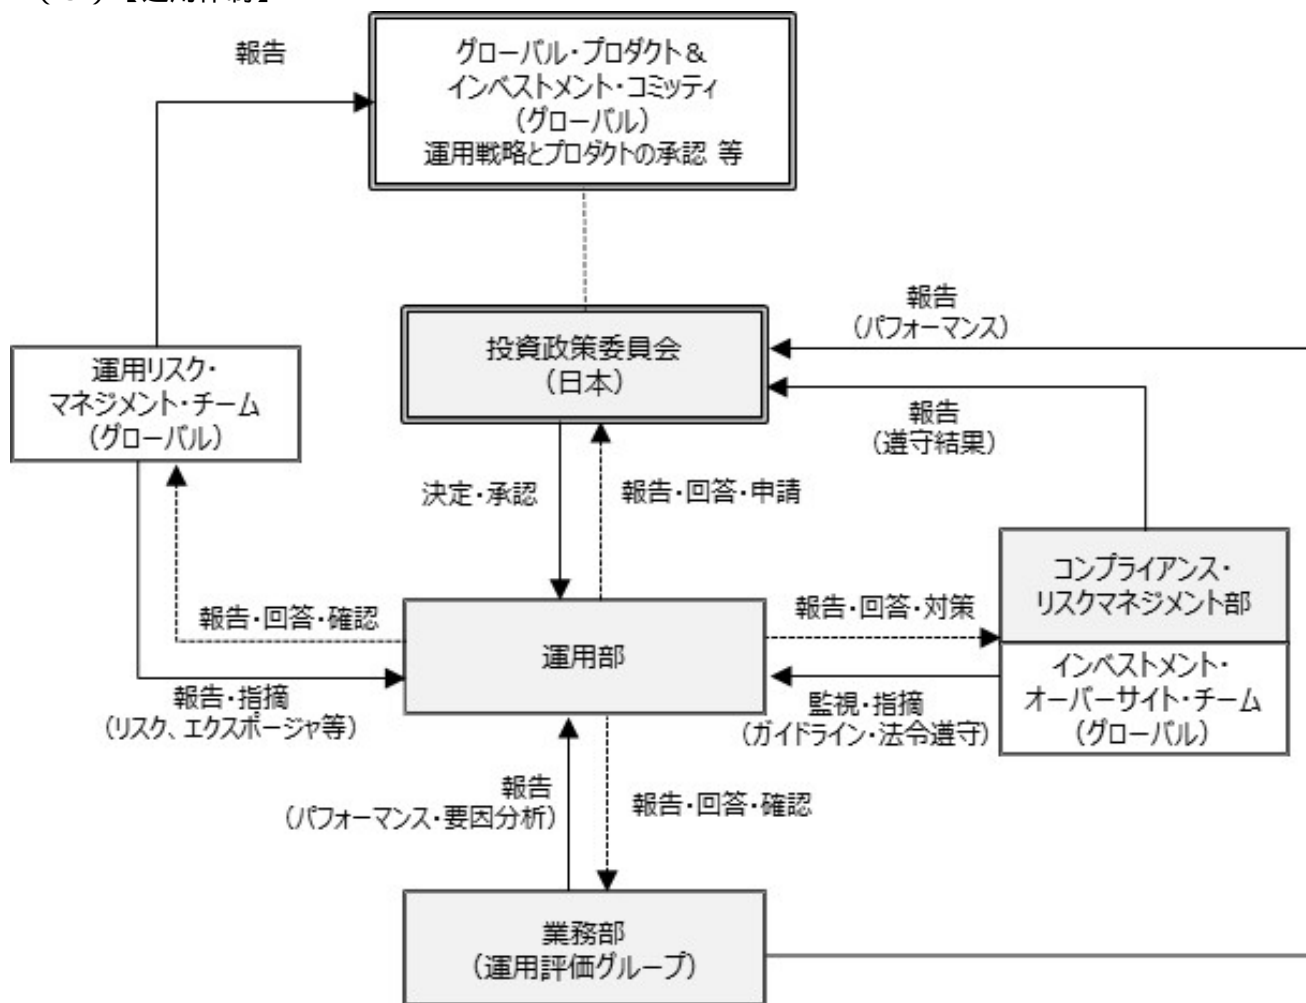 【運用体制】
報告
グローバル・プロダクト＆
インベストメント・コミッティ
（グローバル）
運用戦略とプロダクトの承認 等
報告
（パフォーマンス）
投資政策委員会
（日本）
運用リスク・
マネジメント・チーム
（グローバル）
報告
（遵守結果）
決定・承認
報告・回答・申請
コンプライアンス・
リスクマネジメント部
報告・回答・確認
報告・回答・対策
運用部
インベストメント・
オーバーサイト・チーム
（グローバル）
報告・指摘
（リスク、エクスポージャ等）
監視・指摘
（ガイドライン・法令遵守）
報告
（パフォーマンス・要因分析）
報告・回答・確認
業務部
（運用評価グループ）